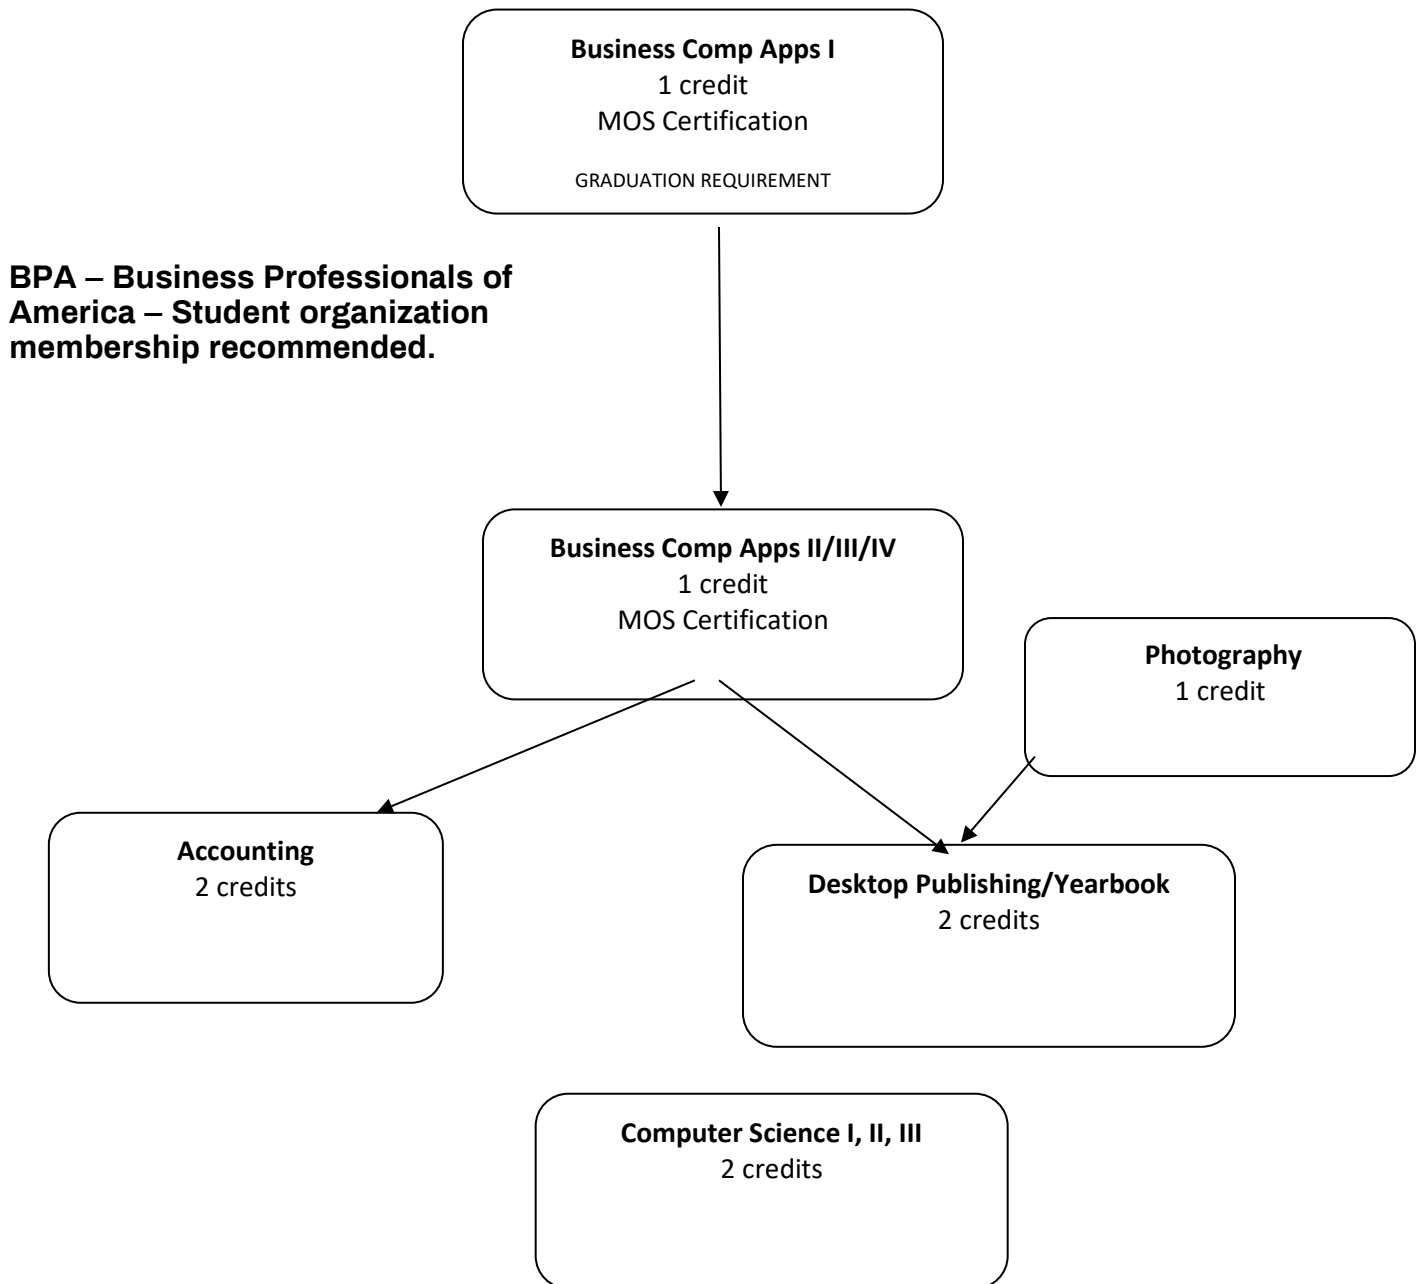 Business Comp Apps I
1 credit
MOS Certification
GRADUATION REQUIREMENT
BPA – Business Professionals of
America – Student organization
membership recommended.
Business Comp Apps II/III/IV
1 credit
MOS Certification
Photography
1 credit
Accounting
2 credits
Desktop Publishing/Yearbook
2 credits
Computer Science I, II, III
2 credits